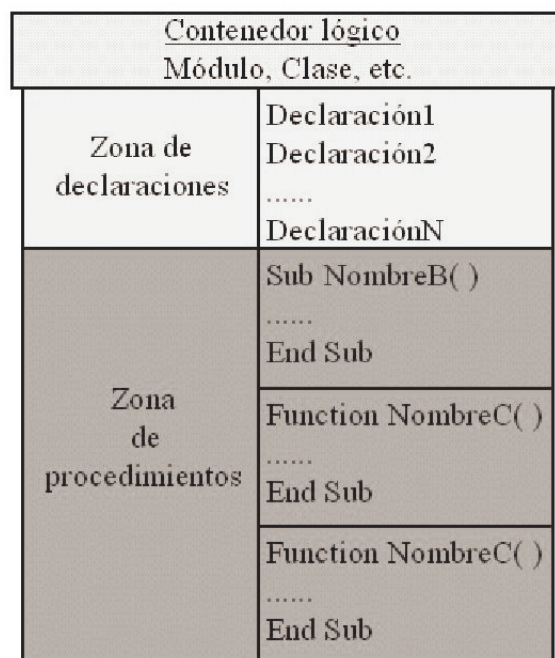 Contenedor lógico
Módulo, Clase, etc.
Zona de
declaraciones
Declaración1
Declaración2
......
DeclaraciónN
Zona
de
procedimientos
Sub NombreB( )
......
End Sub
Function NombreC( )
......
End Sub
Function NombreC( )
......
End Sub